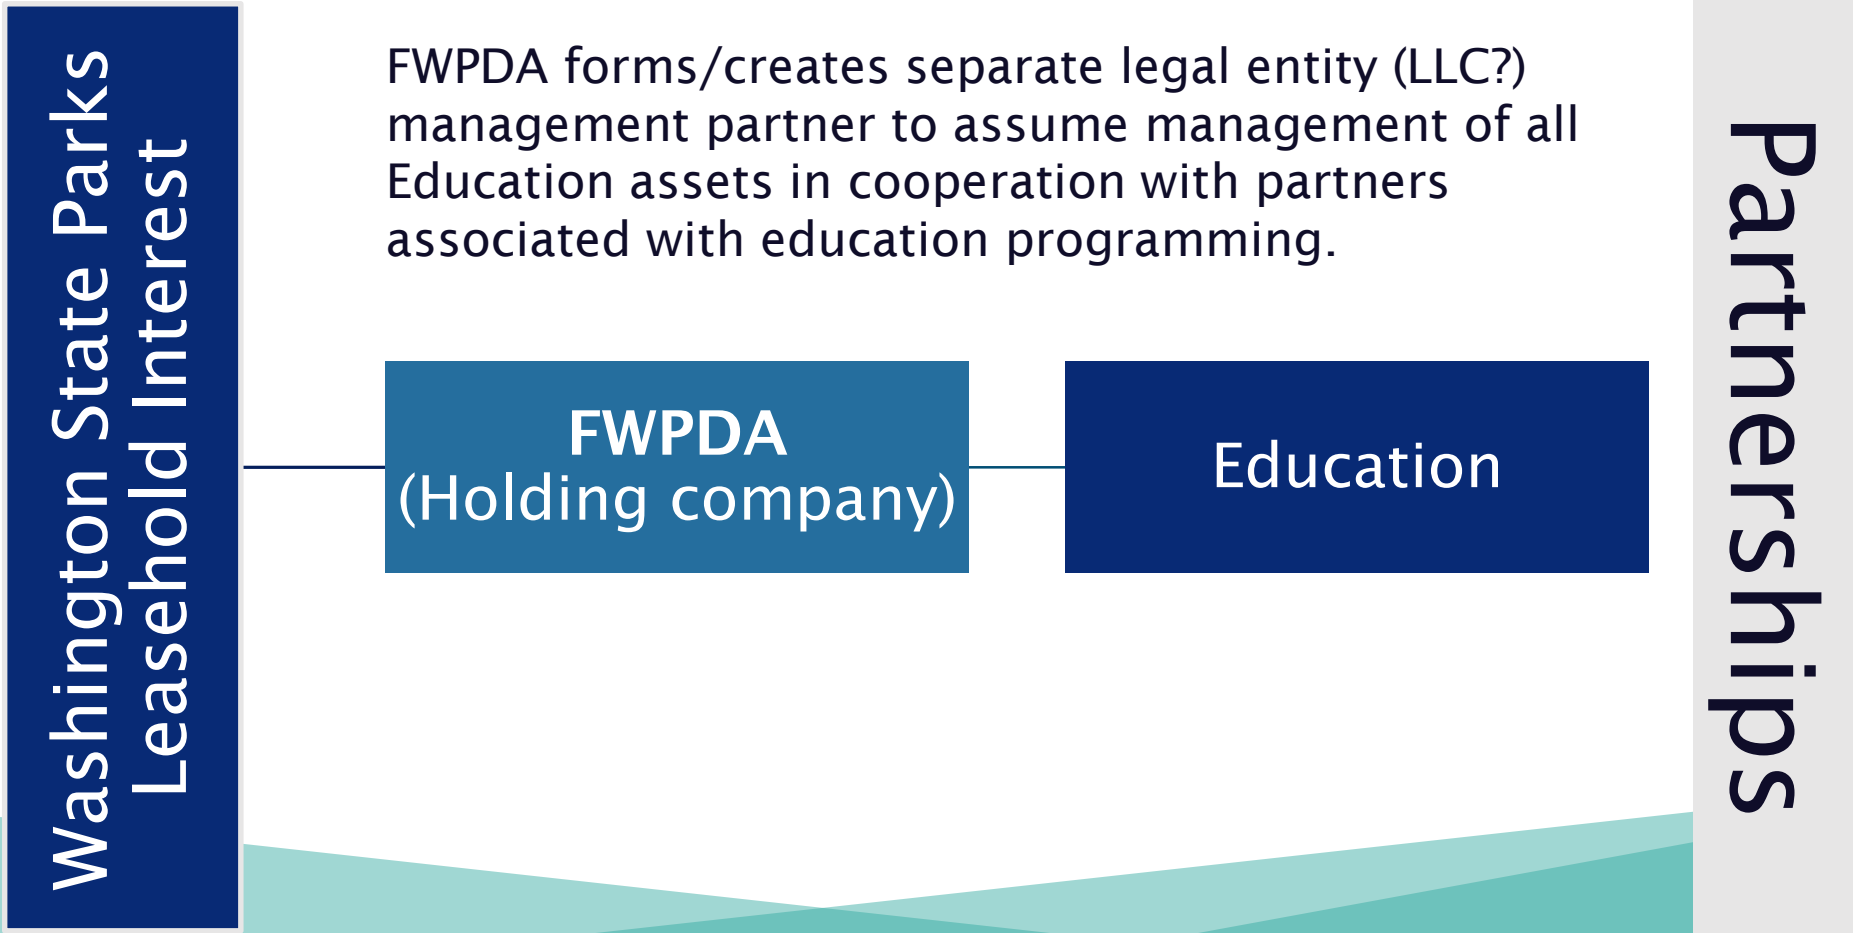 Washington State Parks
Leasehold Interest
FWPDA forms/creates separate legal entity (LLC?)
management partner to assume management of all
Education assets in cooperation with partners
associated with education programming.
FWPDA
(Holding company)
Education
Partnerships